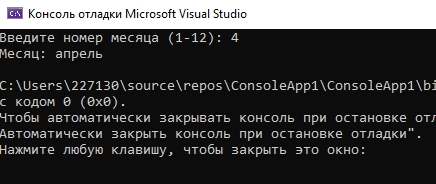 Консоль отладки Microsoft Visual Studio
Введите номер месяца (1-12): 4
Месяц: апрель
C:\Users\227130\source\repos\ConsoleApp1\ConsoleApp1\bi
с кодом 0 (0x0).
Чтобы автоматически закрывать консоль при остановке отл
Автоматически закрыть консоль при остановке отладки".
Нажмите любую клавишу, чтобы закрыть это окно: